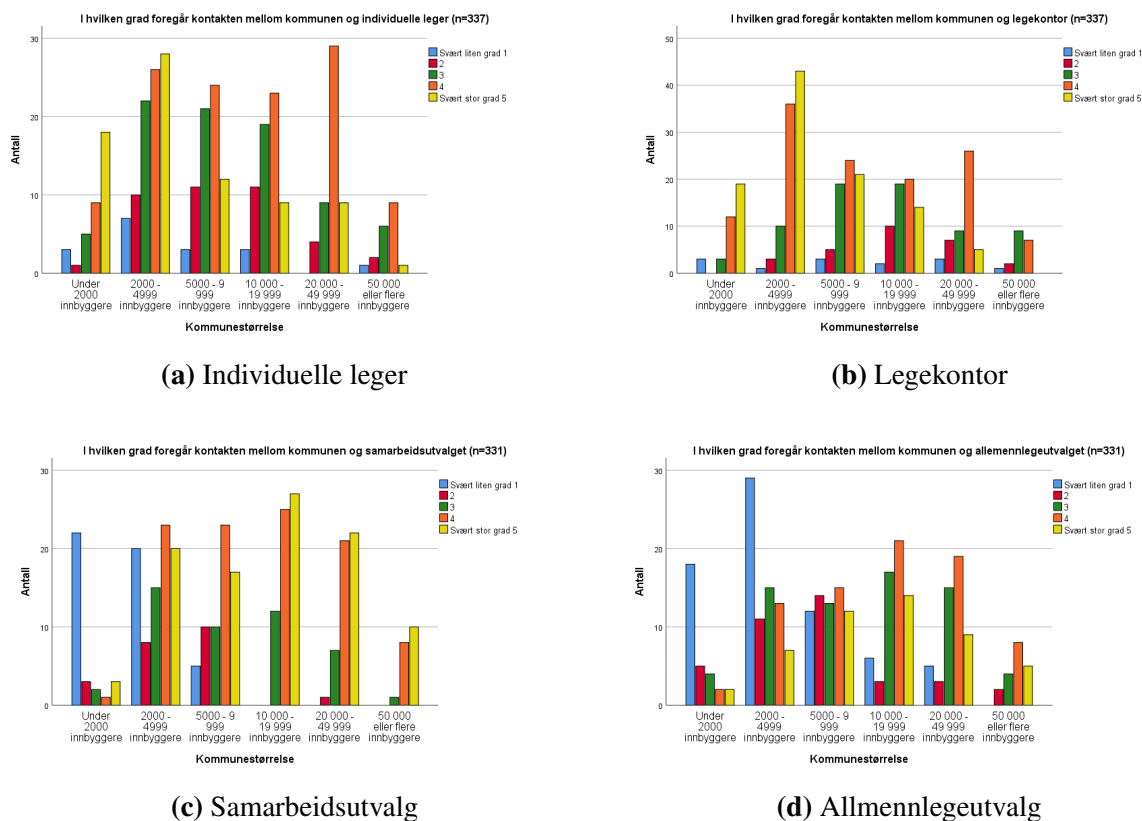 I hvilken grad foregår kontakten mellom kommunen og individuelle leger (n=337)
30
20
10
0
Antall
Svært liten grad 1
2
3
4
Svært stor grad 5
Under 2000 innbyggere
2000 - 4999 innbyggere
5000 - 9 999 innbyggere
10 000 - 19 999 innbyggere
20 000 - 49 999 innbyggere
50 000 eller flere innbyggere
Kommunestørrelse
(a) Individuelle leger
I hvilken grad foregår kontakten mellom kommunen og legekontor (n=337)
50
40
30
20
10
0
Antall
Svært liten grad 1
2
3
4
Svært stor grad 5
Under 2000 innbyggere
2000 - 4999 innbyggere
5000 - 9 999 innbyggere
10 000 - 19 999 innbyggere
20 000 - 49 999 innbyggere
50 000 eller flere innbyggere
Kommunestørrelse
(b) Legekontor
I hvilken grad foregår kontakten mellom kommunen og samarbeidsutvalget (n=331)
30
20
10
0
Antall
Svært liten grad 1
2
3
4
Svært stor grad 5
Under 2000 innbyggere
2000 - 4999 innbyggere
5000 - 9 999 innbyggere
10 000 - 19 999 innbyggere
20 000 - 49 999 innbyggere
50 000 eller flere innbyggere
Kommunestørrelse
(c) Samarbeidsutvalg
I hvilken grad foregår kontakten mellom kommunen og allemennlegeutvalget (n=331)
30
20
10
0
Antall
Svært liten grad 1
2
3
4
Svært stor grad 5
Under 2000 innbyggere
2000 - 4999 innbyggere
5000 - 9 999 innbyggere
10 000 - 19 999 innbyggere
20 000 - 49 999 innbyggere
50 000 eller flere innbyggere
Kommunestørrelse
(d) Allmennlegeutvalg